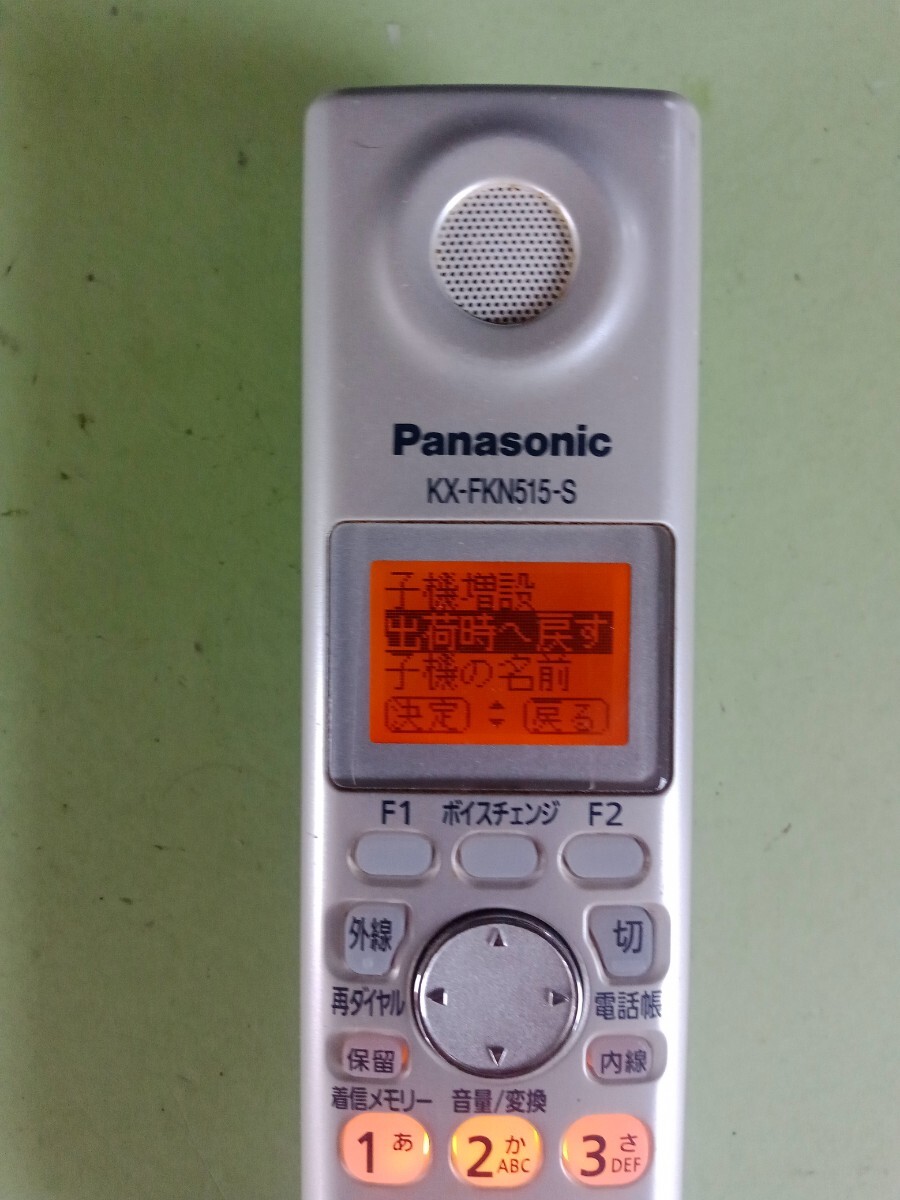 Panasonic
KX-FKN515-S
子機増設
出荷時へ戻す
子機の名前
決定 戻る
F1 ボイスチェンジ F2
外線 切
再ダイヤル 電話帳
保留 内線
着信メモリー 音量/変換
1 あ 2 か ABC 3 さ DEF